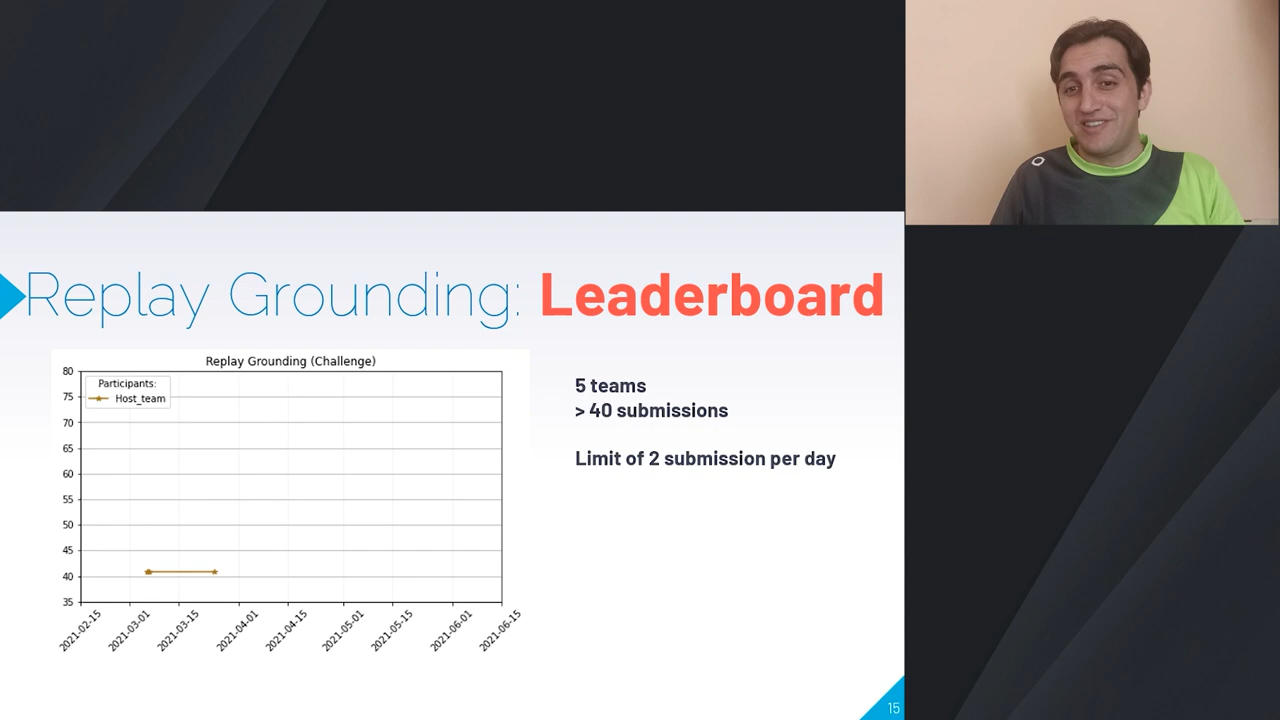 Replay Grounding: Leaderboard
Replay Grounding (Challenge)
80
75
70
65
60
55
50
45
40
35
Participants:
Host_team
2021-02-15
2021-03-01
2021-03-15
2021-04-01
2021-04-15
2021-05-01
2021-05-15
2021-06-01
2021-06-15
5 teams
> 40 submissions
Limit of 2 submission per day
15